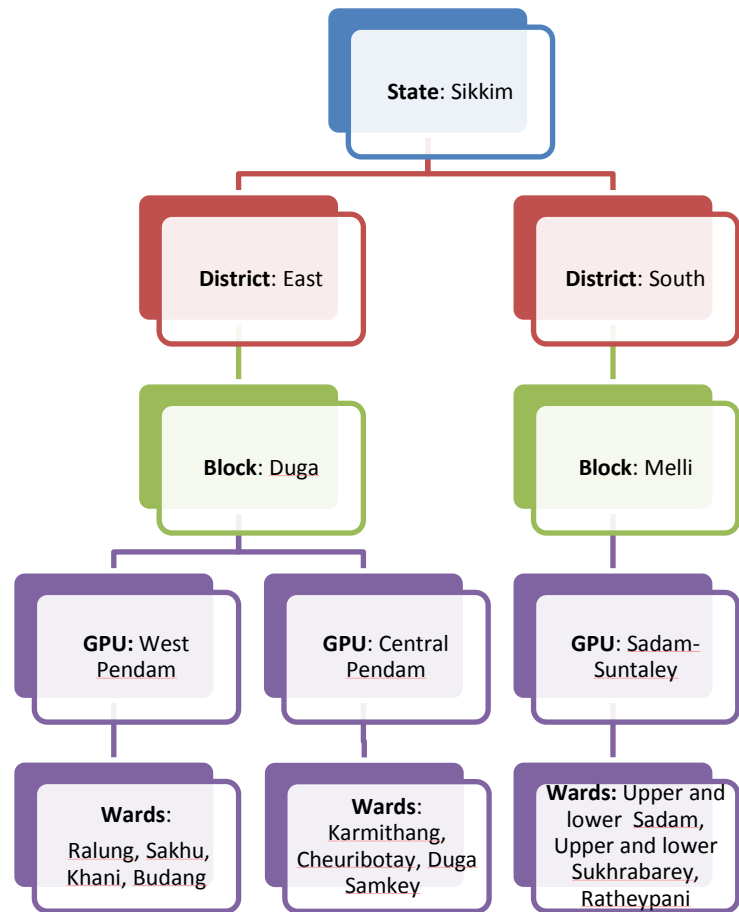 State: Sikkim
District: East
District: South
Block: Duga
Block: Melli
GPU: West
Pendam
GPU: Central
Pendam
GPU: Sadam-
Suntaley
Wards:
Ralung, Sakhu,
Khani, Budang
Wards:
Karmithang,
Cheuribotay, Duga
Samkey
Wards: Upper and
lower Sadam,
Upper and lower
Sukhrabarey,
Ratheypani